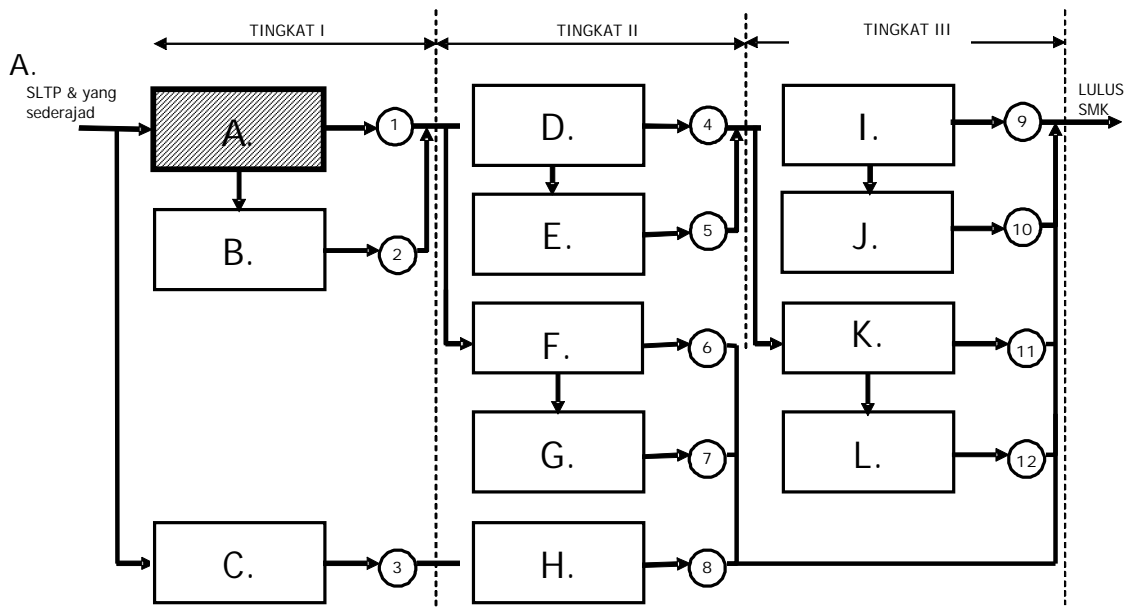 TINGKAT I
TINGKAT II
TINGKAT III
A.
SLTP & yang
sederajad
LULUS
SMK
A.
1
D.
4
I.
9
B.
2
E.
5
J.
10
F.
6
K.
11
G.
7
L.
12
C.
3
H.
8